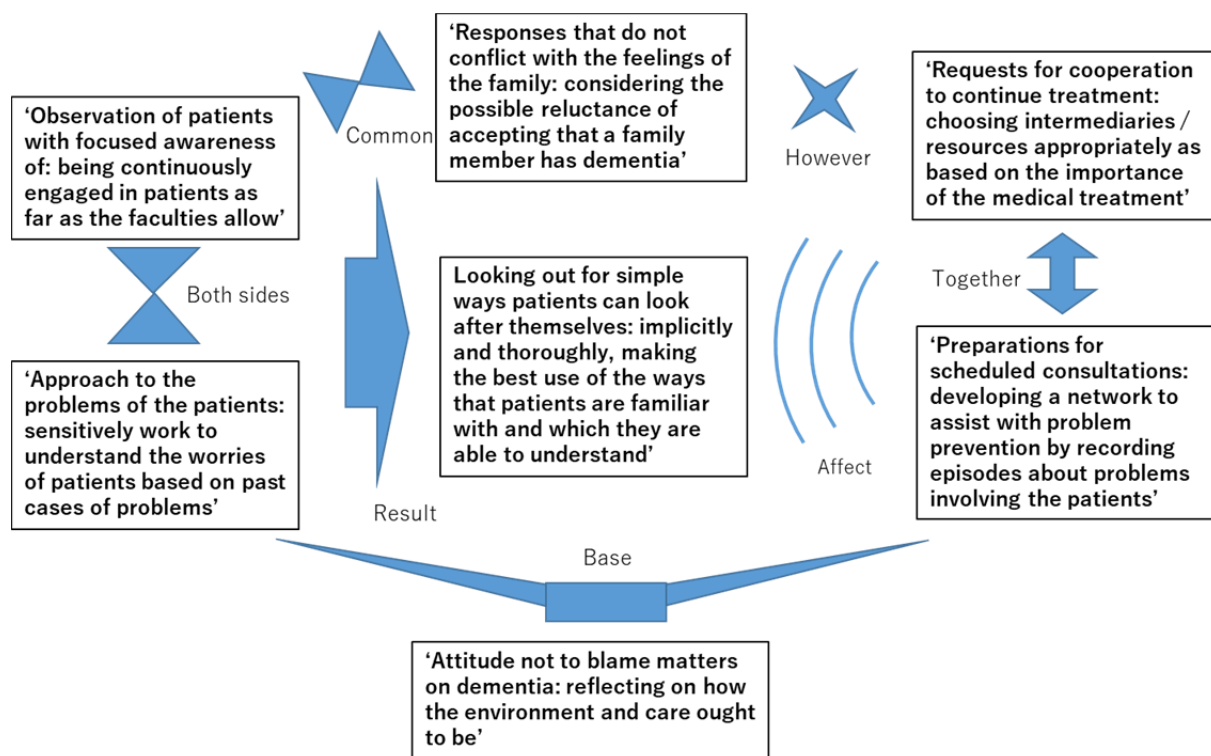 ‘Responses that do not
conflict with the feelings
of the family: considering the
possible reluctance of
accepting that a family
member has dementia’
‘Requests for cooperation
to continue treatment:
choosing intermediaries /
resources appropriately as
based on the importance
of the medical treatment’
‘Observation of patients
with focused awareness
of: being continuously
engaged in patients as
far as the faculties allow’
Common
However
Both sides
Looking out for simple
ways patients can look
after themselves: implicitly
and thoroughly, making
the best use of the ways
that patients are familiar
with and which they are
able to understand’
Together
‘Approach to the
problems of the patients:
sensitively work to
understand the worries
of patients based on past
cases of problems’
‘Preparations for
scheduled consultations:
developing a network to
assist with problem
prevention by recording
episodes about problems
involving the patients’
Result
Affect
Base
‘Attitude not to blame matters
on dementia: reflecting on how
the environment and care ought
to be’